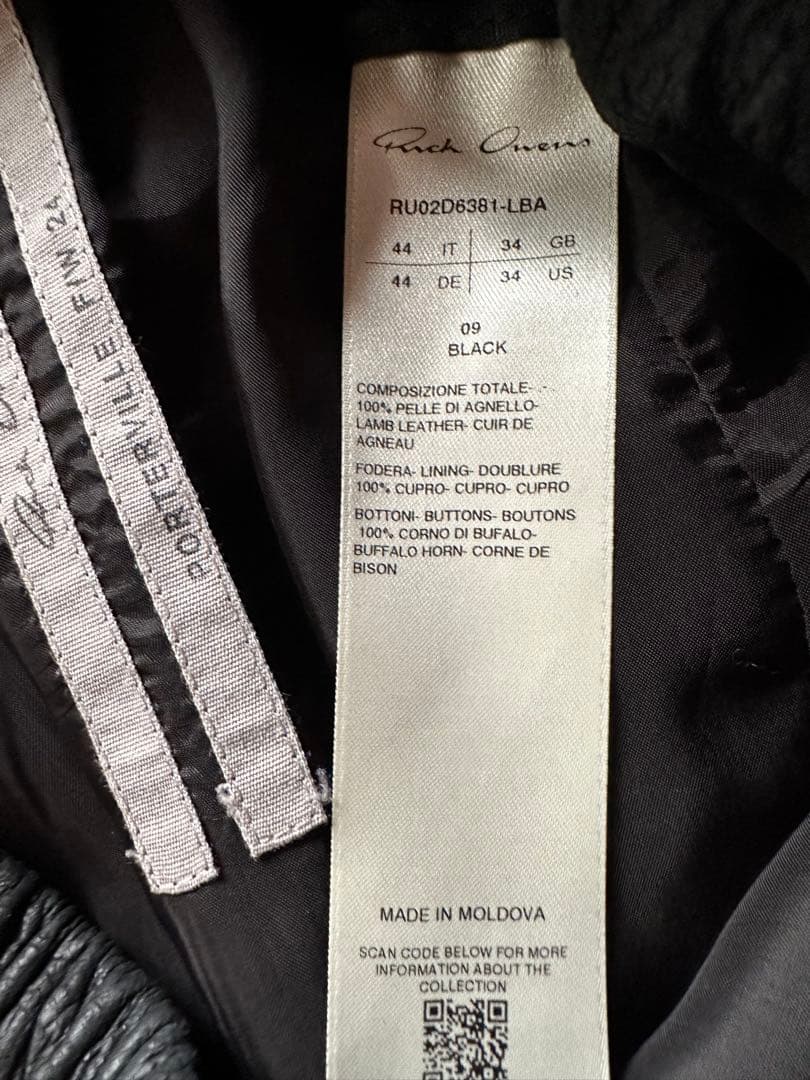 Rick Owens
RU02D6381-LBA
44 IT 34 GB
44 DE 34 US
09
BLACK
COMPOSIZIONE TOTALE- -
100% PELLE DI AGNELLO-
LAMB LEATHER- CUIR DE
AGNEAU
FODERA- LINING- DOUBLURE
100% CUPRO- CUPRO- CUPRO
BOTTONI- BUTTONS- BOUTONS
100% CORNO DI BUFALO-
BUFFALO HORN- CORNE DE
BISON
MADE IN MOLDOVA
SCAN CODE BELOW FOR MORE
INFORMATION ABOUT THE
COLLECTION
PORTERVILLE F/W 24
Rick